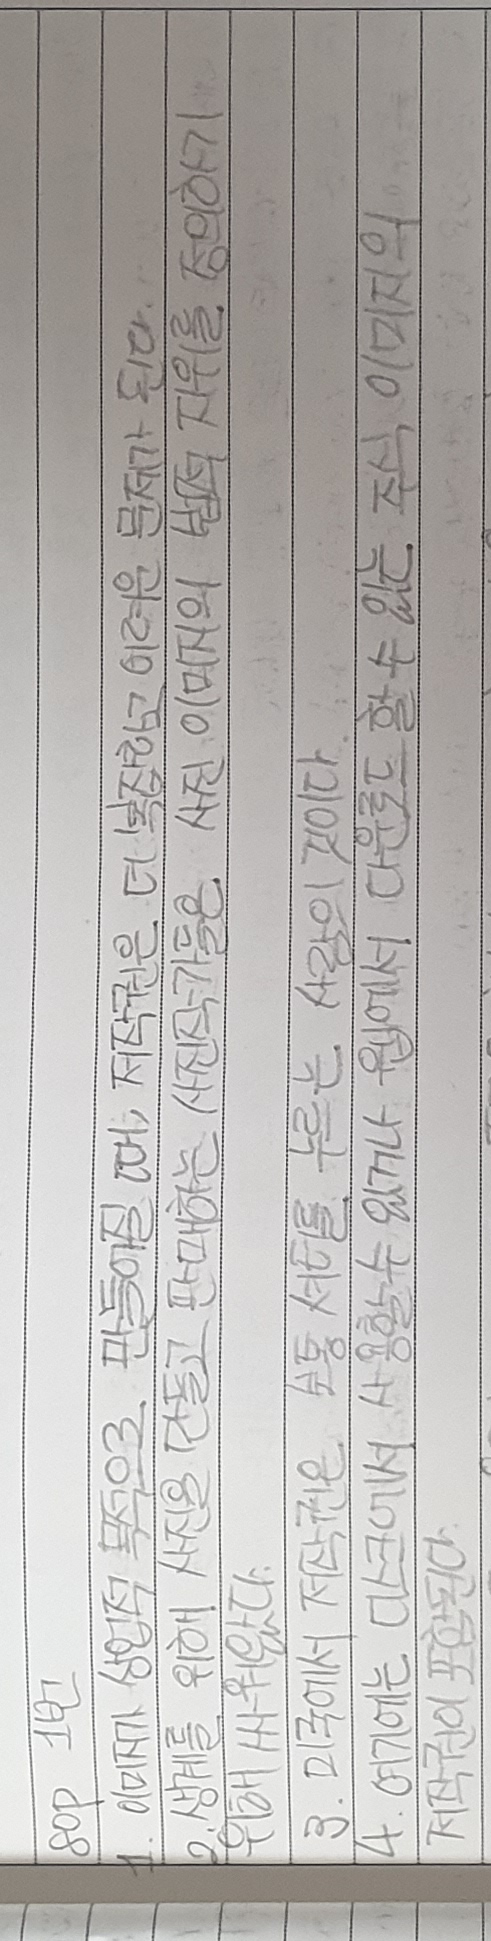 80p 1번
1. 이미지가 상업적 목적으로 만들어질 때, 저작권은 더 복잡하고 어려운 문제가 된다.
2. 생계를 위해 사진을 만들고 판매하는 사진작가들은 사진 이미지의 법적 지위를 정의하기
위해 싸워왔다.
3. 미국에서 저작권은 보통 셔터를 누르는 사람의 것이다.
4. 여기에는 디스크에서 사용할 수 있거나 웹에서 다운로드 할 수 있는 주식 이미지의
저작권이 포함된다.